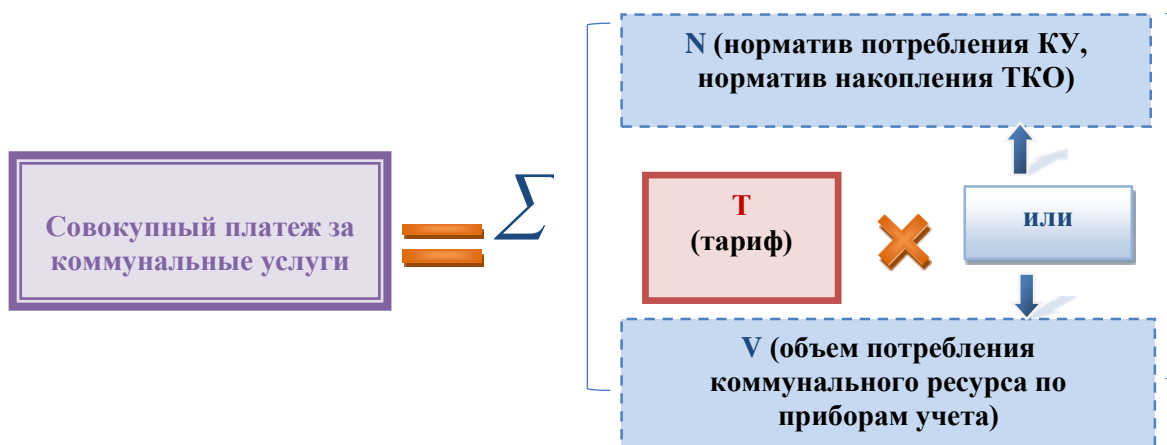 N (норматив потребления КУ,
норматив накопления ТКО)
Совокупный платеж за
коммунальные услуги
=
∑
Т
(тариф)
×
или
V (объем потребления
коммунального ресурса по
приборам учета)